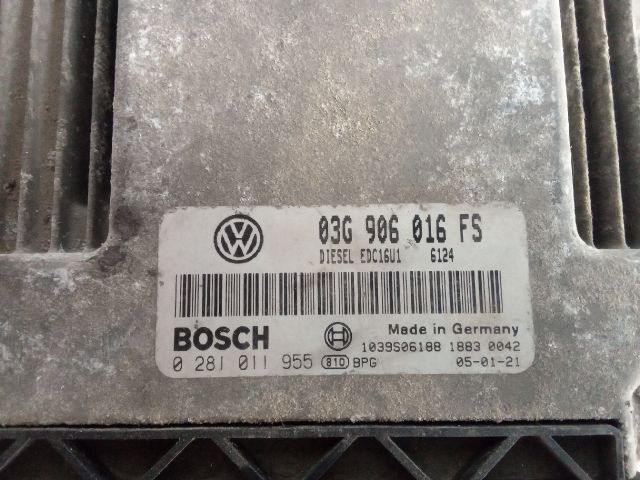 03G 906 016 FS
DIESEL EDC16U1 6124
BOSCH
Made in Germany
1039S06188 1883 0042
0 281 011 955 810 BPG 05-01-21